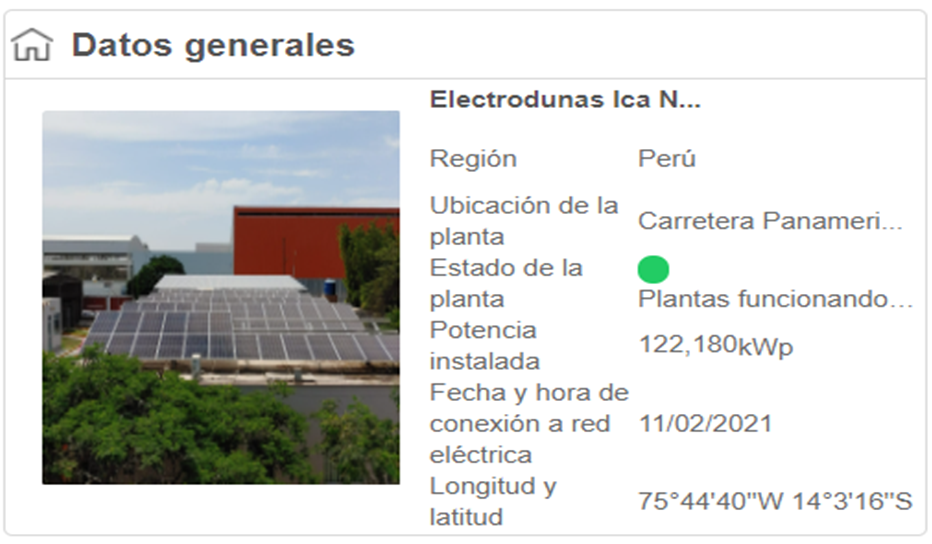 Datos generales
Electrodunas Ica N...
Región Perú
Ubicación de la
planta Carretera Panameri...
Estado de la
planta Plantas funcionando...
Potencia
instalada 122,180kWp
Fecha y hora de
conexión a red 11/02/2021
eléctrica
Longitud y
latitud 75°44'40"W 14°3'16"S